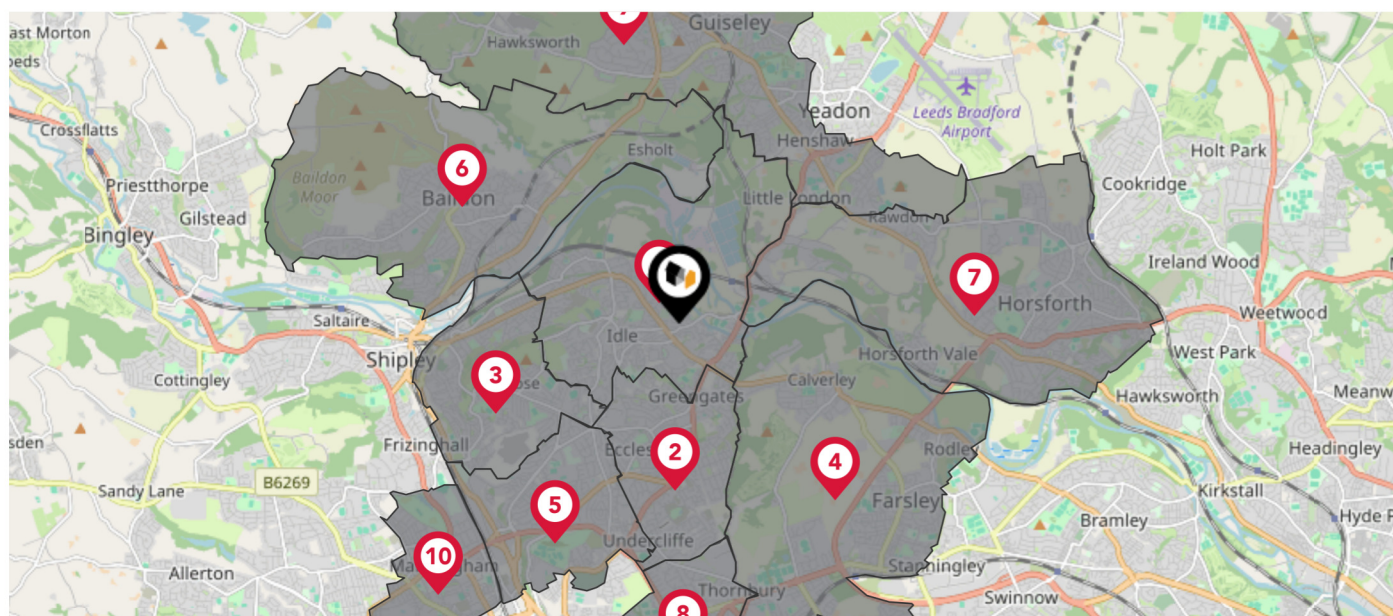 Guiseley
ast Morton
Hawksworth
Yeadon
Leeds Bradford
Airport
Crossflatts
Esholt
Henshaw
Holt Park
6
Priestthorpe
Baildon
Moor
Cookridge
Gilstead
Little London
Rawdon
Bingley
Ireland Wood
7
Horsforth
Saltaire
Weetwood
Idle
Shipley
Horsforth Vale
West Park
3
Cottingley
Calverley
Greengates
Hawksworth
Meanw
sden
Frizinghall
Eccles
2
Rodley
Headingley
4
Sandy Lane
B6269
Farsley
Kirkstall
5
Hyde P
Bramley
Undercliffe
10
Allerton
Stanningley
Thornbury
Swinnow
8